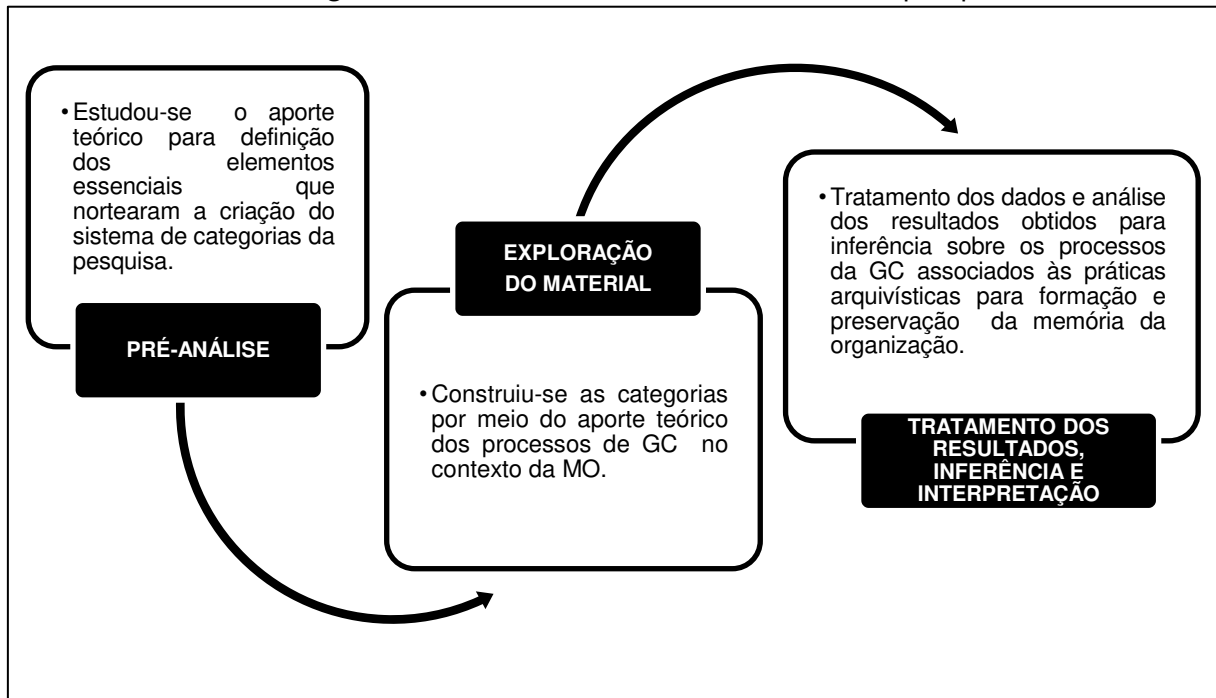 • Estudou-se o aporte
teórico para definição
dos elementos
essenciais que
nortearam a criação do
sistema de categorias da
pesquisa.
PRÉ-ANÁLISE
EXPLORAÇÃO
DO MATERIAL
• Construiu-se as categorias
por meio do aporte teórico
dos processos de GC no
contexto da MO.
• Tratamento dos dados e análise
dos resultados obtidos para
inferência sobre os processos
da GC associados às práticas
arquivísticas para formação e
preservação da memória da
organização.
TRATAMENTO DOS
RESULTADOS,
INFERÊNCIA E
INTERPRETAÇÃO